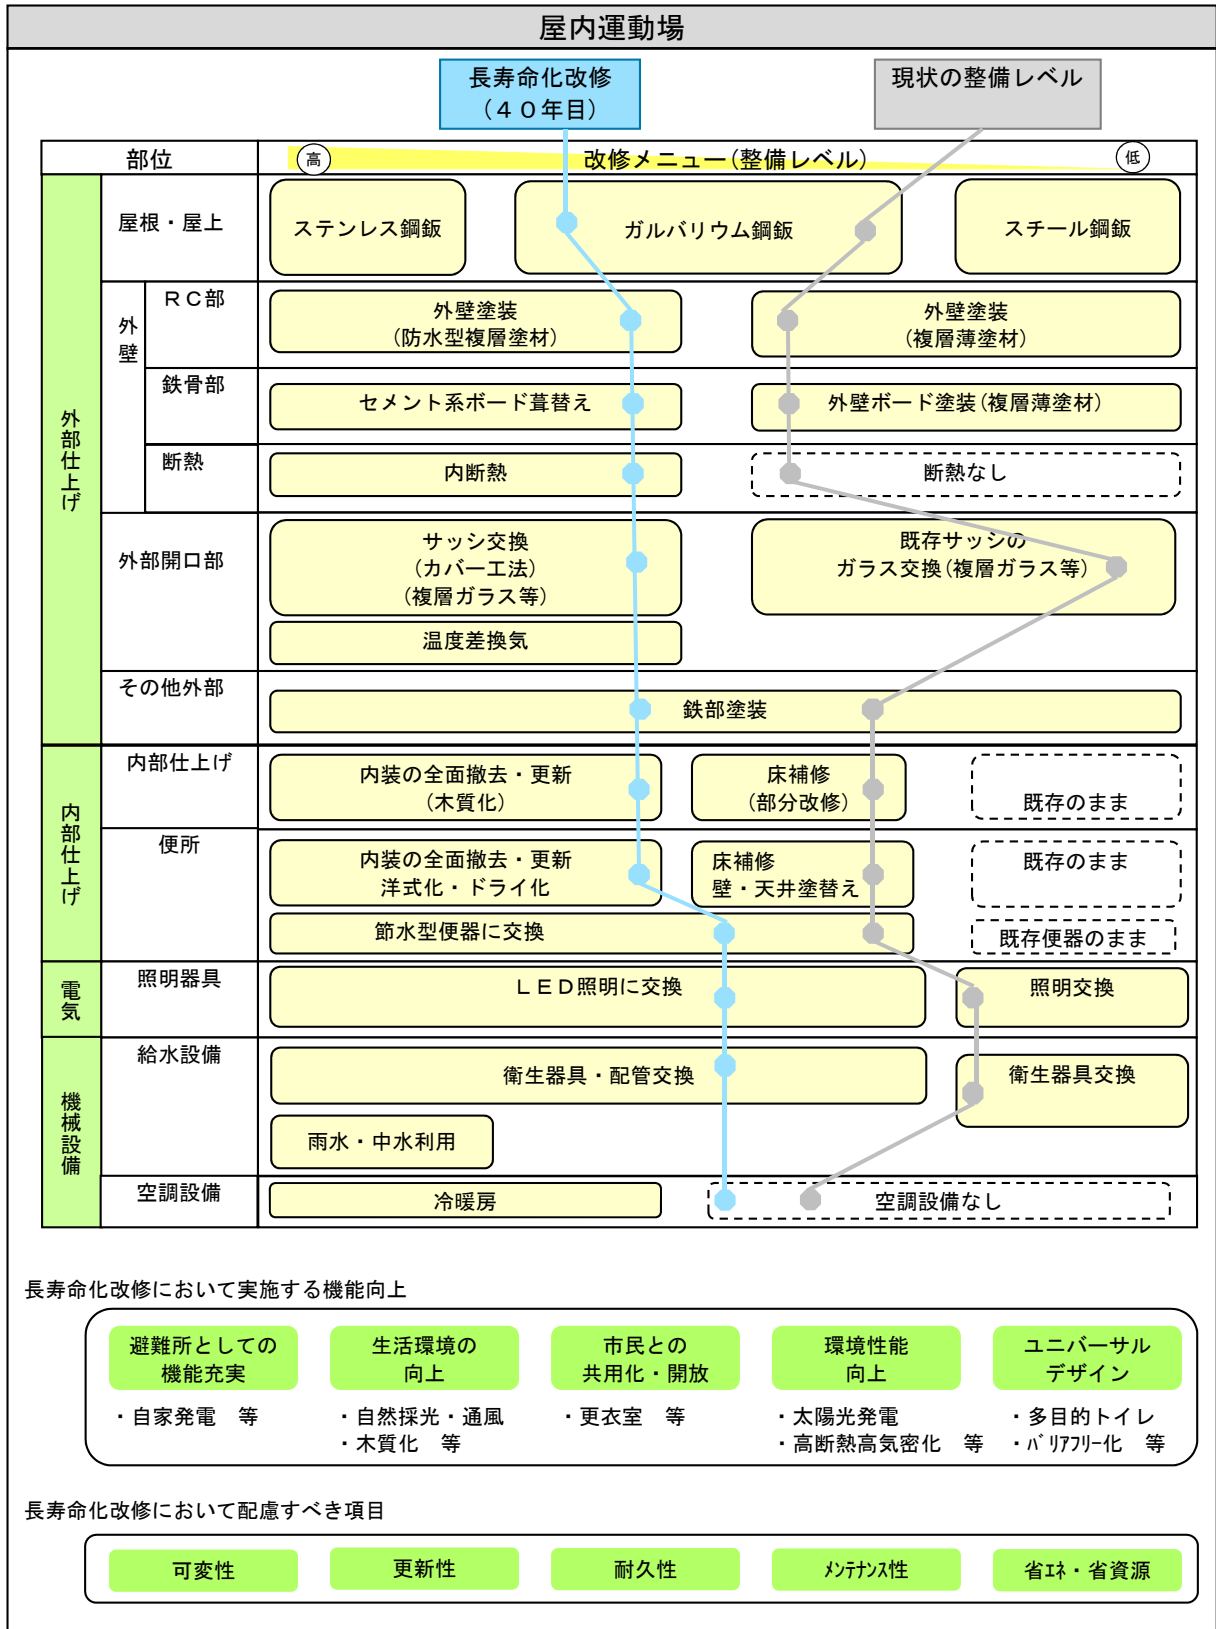 屋内運動場
長寿命化改修
(４０年目)
現状の整備レベル
部位
高
改修メニュー(整備レベル)
低
外部仕上げ
屋根・屋上
ステンレス鋼鈑
ガルバリウム鋼鈑
スチール鋼鈑
外壁
ＲＣ部
外壁塗装
(防水型複層塗材)
外壁塗装
(複層薄塗材)
鉄骨部
セメント系ボード葺替え
外壁ボード塗装(複層薄塗材)
断熱
内断熱
断熱なし
外部開口部
サッシ交換
(カバー工法)
(複層ガラス等)
既存サッシの
ガラス交換(複層ガラス等)
温度差換気
その他外部
鉄部塗装
内部仕上げ
内部仕上げ
内装の全面撤去・更新
(木質化)
床補修
(部分改修)
既存のまま
便所
内装の全面撤去・更新
洋式化・ドライ化
床補修
壁・天井塗替え
既存のまま
節水型便器に交換
既存便器のまま
電気
照明器具
ＬＥＤ照明に交換
照明交換
機械設備
給水設備
衛生器具・配管交換
衛生器具交換
雨水・中水利用
空調設備
冷暖房
空調設備なし
長寿命化改修において実施する機能向上
避難所としての
機能充実
・自家発電　等
生活環境の
向上
・自然採光・通風
・木質化　等
市民との
共用化・開放
・更衣室　等
環境性能
向上
・太陽光発電
・高断熱高気密化　等
ユニバーサル
デザイン
・多目的トイレ
・ﾊﾞﾘｱﾌﾘｰ化　等
長寿命化改修において配慮すべき項目
可変性
更新性
耐久性
ﾒﾝﾃﾅﾝｽ性
省ｴﾈ・省資源